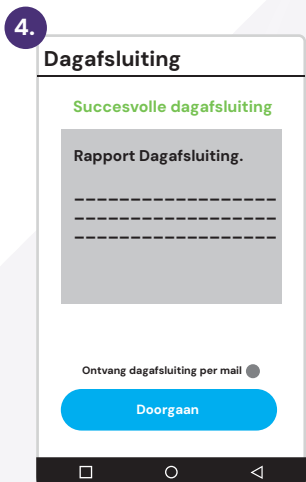 4.
Dagafsluiting
Succesvolle dagafsluiting
Rapport Dagafsluiting.
------------------
------------------
------------------
Ontvang dagafsluiting per mail
Doorgaan